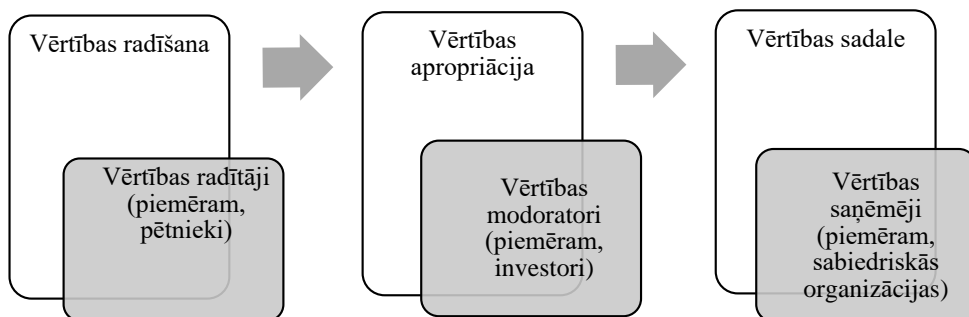 Vērtības radīšana
Vērtības radītāji
(piemēram,
pētnieki)
Vērtības
apropriācija
Vērtības
modoratori
(piemēram,
investori)
Vērtības sadale
Vērtības
saņēmēji
(piemēram,
sabiedriskās
organizācijas)